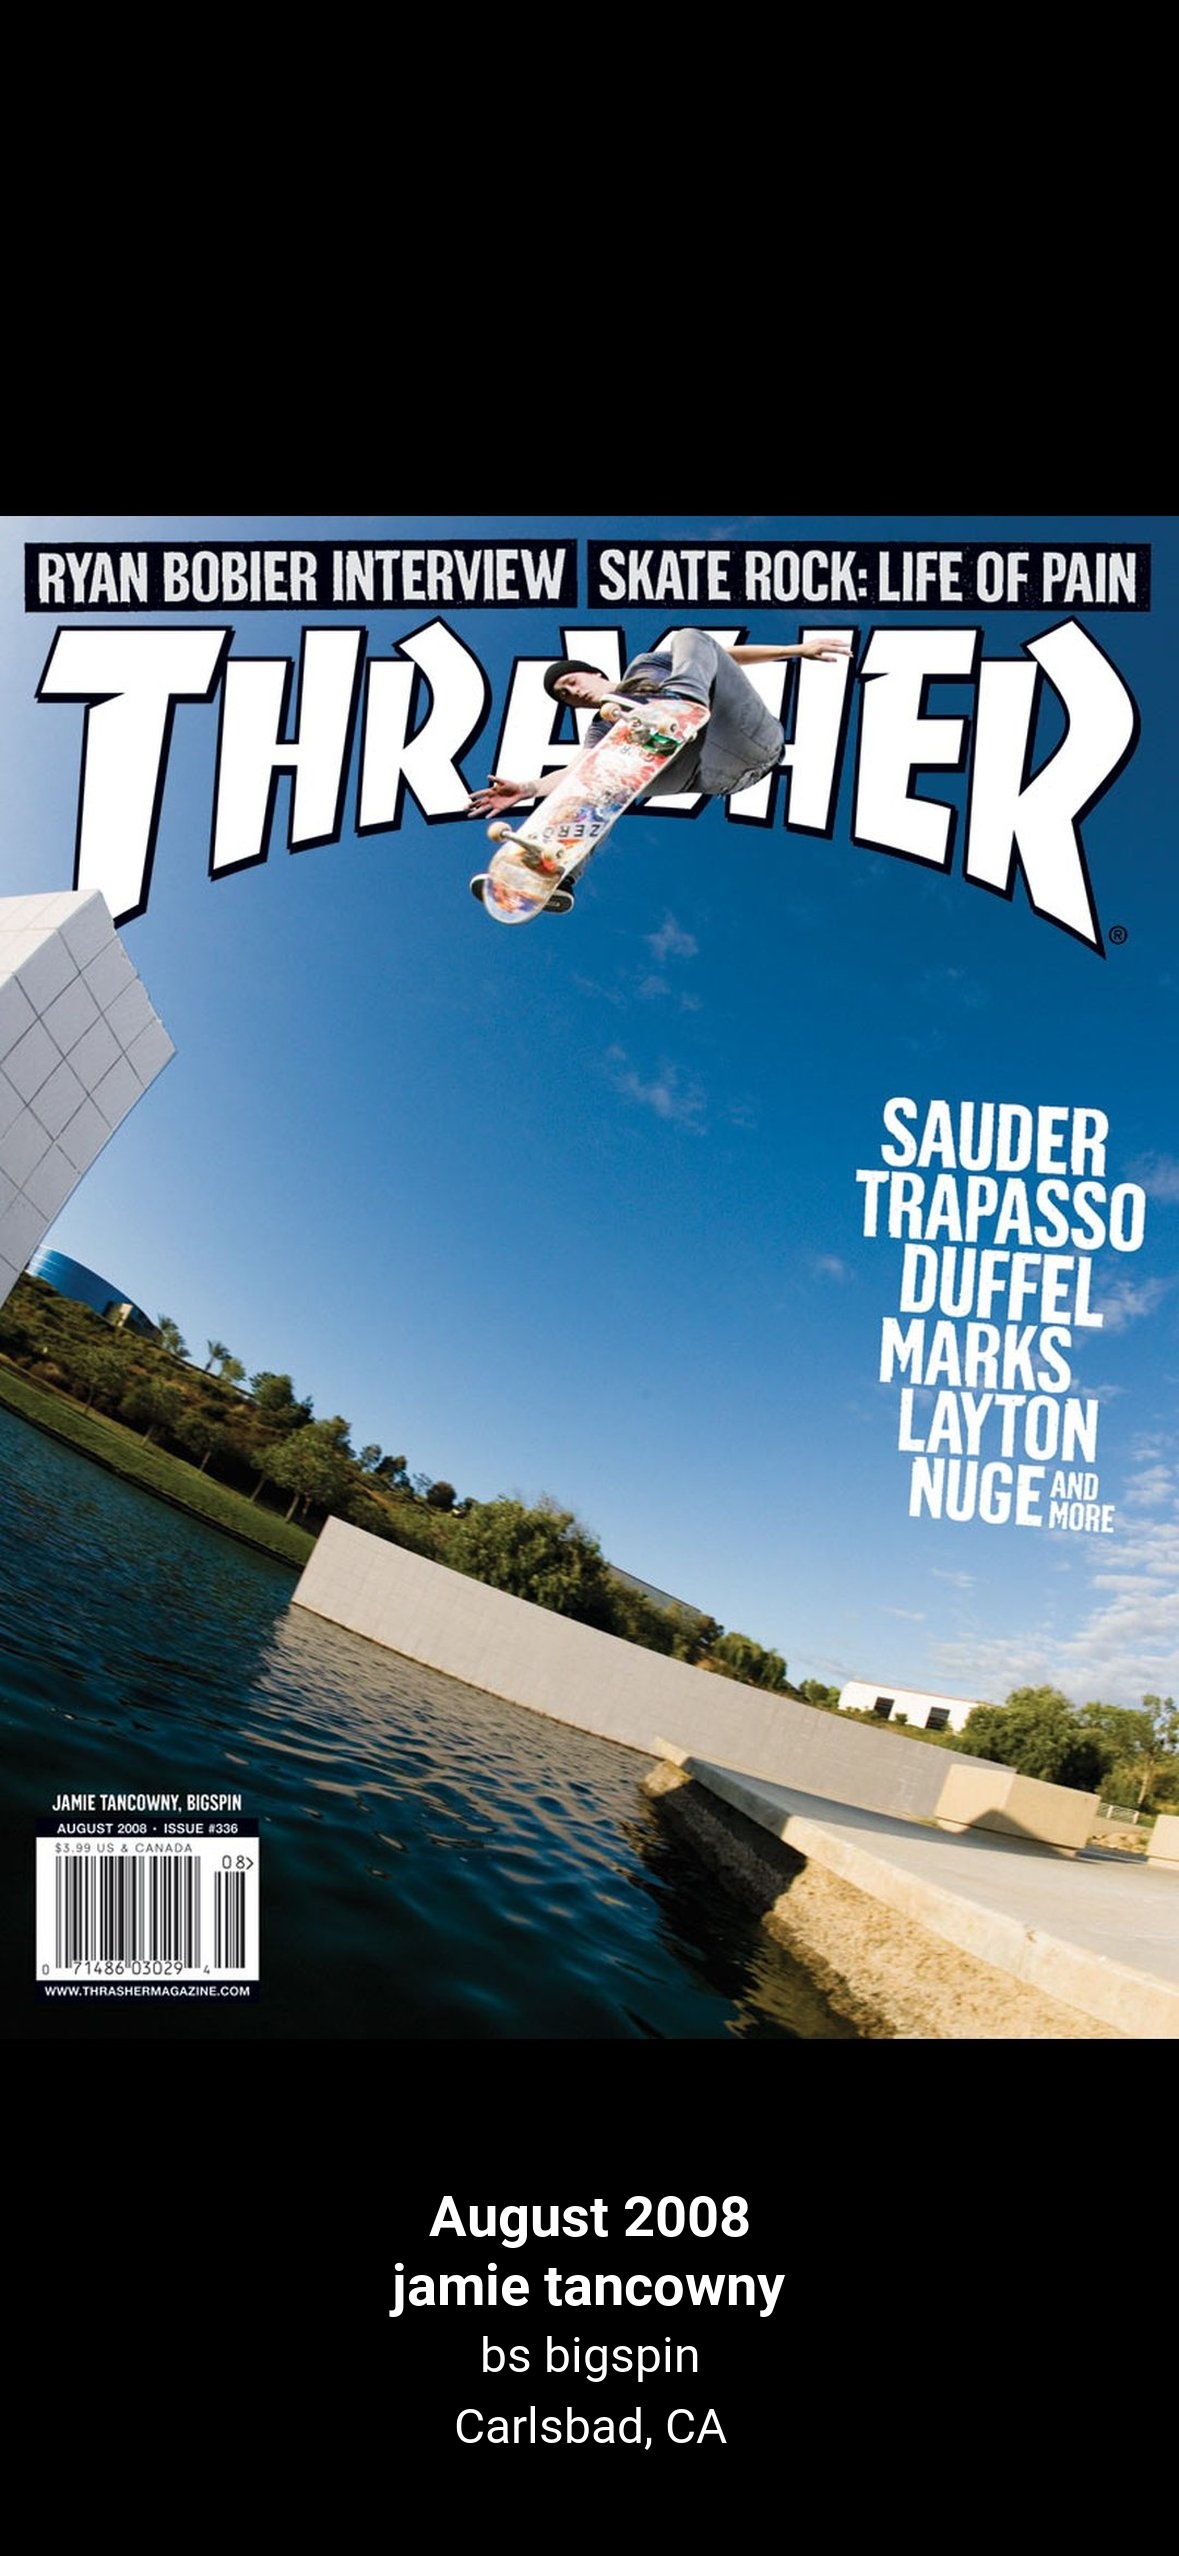 RYAN BOBIER INTERVIEW SKATE ROCK: LIFE OF PAIN
THRASHER
®
ZERO
SAUDER
TRAPASSO
DUFFEL
MARKS
LAYTON
NUGE AND MORE
JAMIE TANCOWNY, BIGSPIN
AUGUST 2008 · ISSUE #336
$3.99 US & CANADA
08>
0 71486 03029 4
WWW.THRASHERMAGAZINE.COM
August 2008
jamie tancowny
bs bigspin
Carlsbad, CA